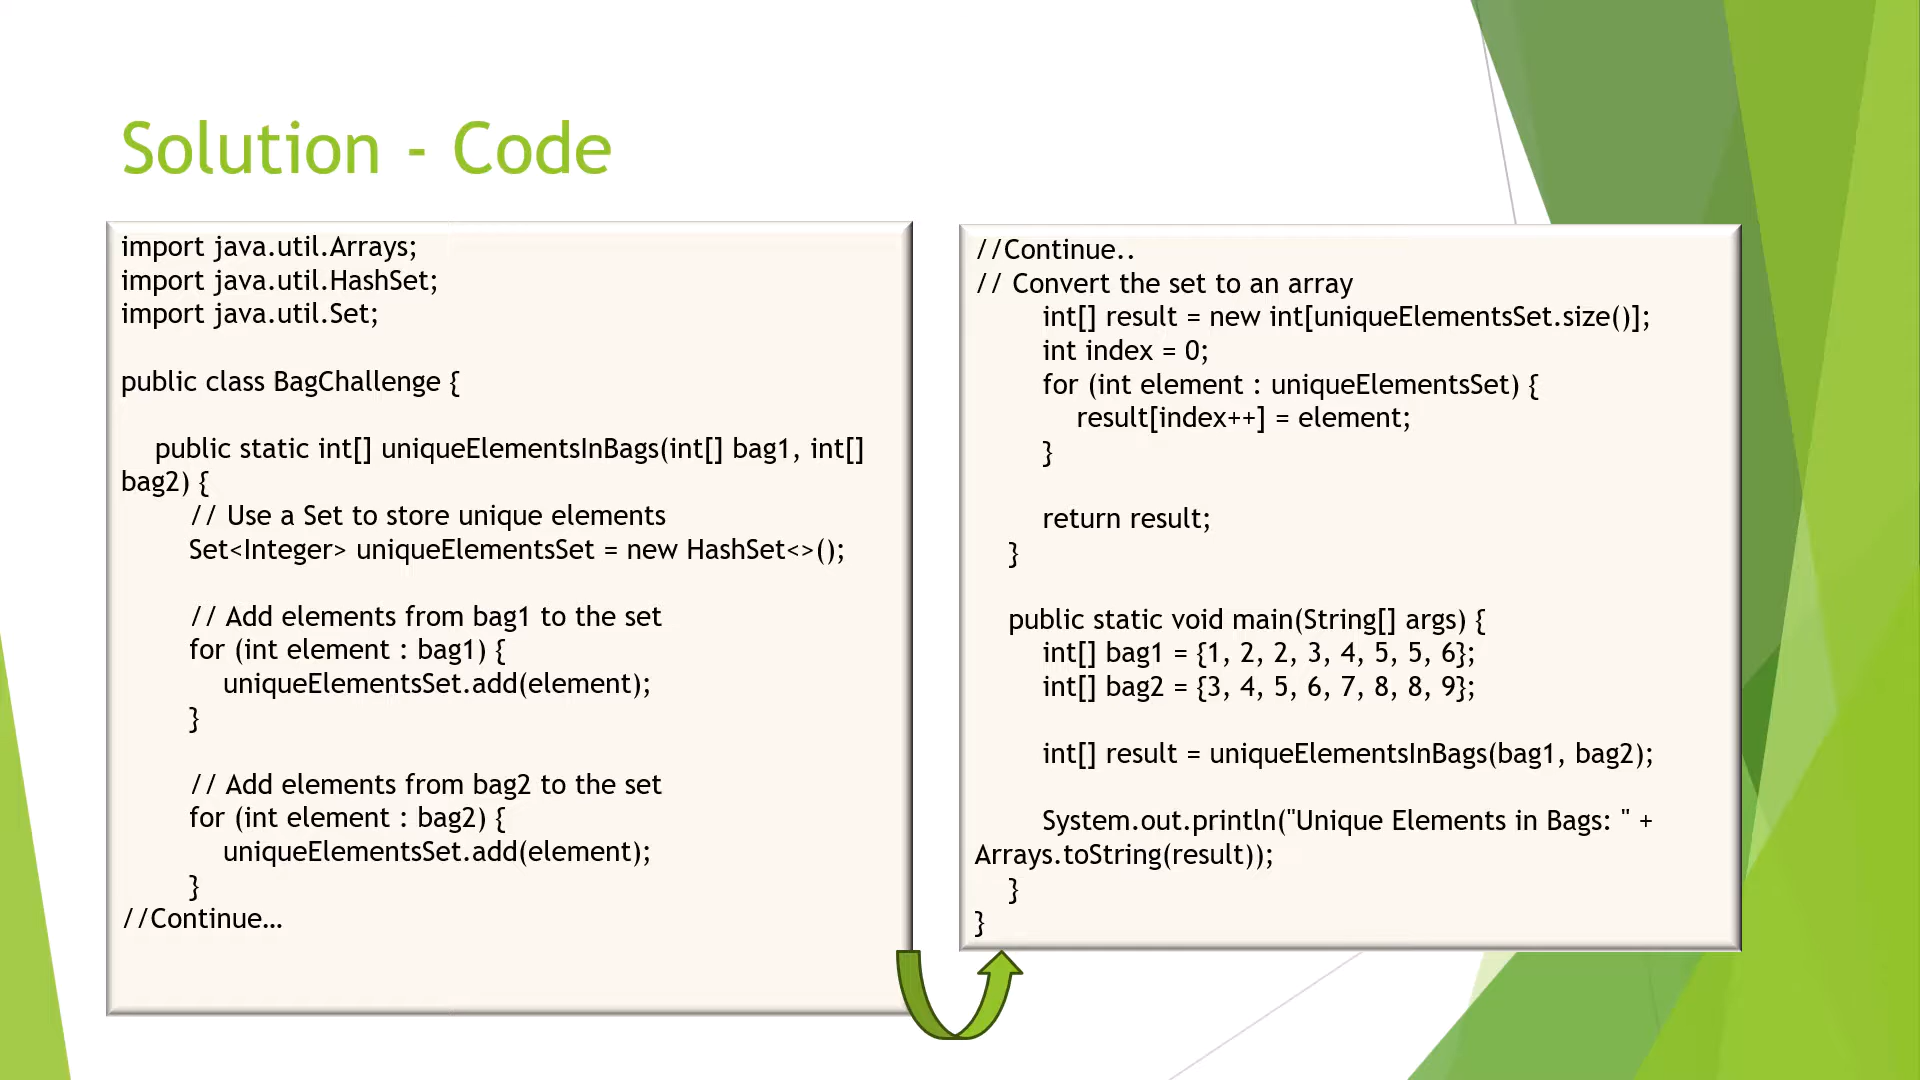 Solution - Code
import java.util.Arrays;
import java.util.HashSet;
import java.util.Set;
public class BagChallenge {
public static int[] uniqueElementsInBags(int[] bag1, int[]
bag2) {
// Use a Set to store unique elements
Set<Integer> uniqueElementsSet = new HashSet<>();
// Add elements from bag1 to the set
for (int element : bag1) {
uniqueElementsSet.add(element);
}
// Add elements from bag2 to the set
for (int element : bag2) {
uniqueElementsSet.add(element);
}
//Continue…
//Continue..
// Convert the set to an array
int[] result = new int[uniqueElementsSet.size()];
int index = 0;
for (int element : uniqueElementsSet) {
result[index++] = element;
}
return result;
}
public static void main(String[] args) {
int[] bag1 = {1, 2, 2, 3, 4, 5, 5, 6};
int[] bag2 = {3, 4, 5, 6, 7, 8, 8, 9};
int[] result = uniqueElementsInBags(bag1, bag2);
System.out.println("Unique Elements in Bags: " +
Arrays.toString(result));
}
}